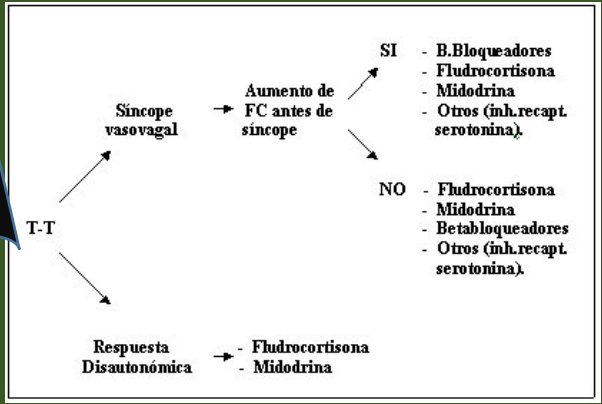 T-T
Síncope
vasovagal
Aumento de
FC antes de
síncope
SI - B.Bloqueadores
- Fludrocortisona
- Midodrina
- Otros (inh.recapt.
serotonina).
NO - Fludrocortisona
- Midodrina
- Betabloqueadores
- Otros (inh.recapt.
serotonina).
Respuesta
Disautonómica
- Fludrocortisona
- Midodrina